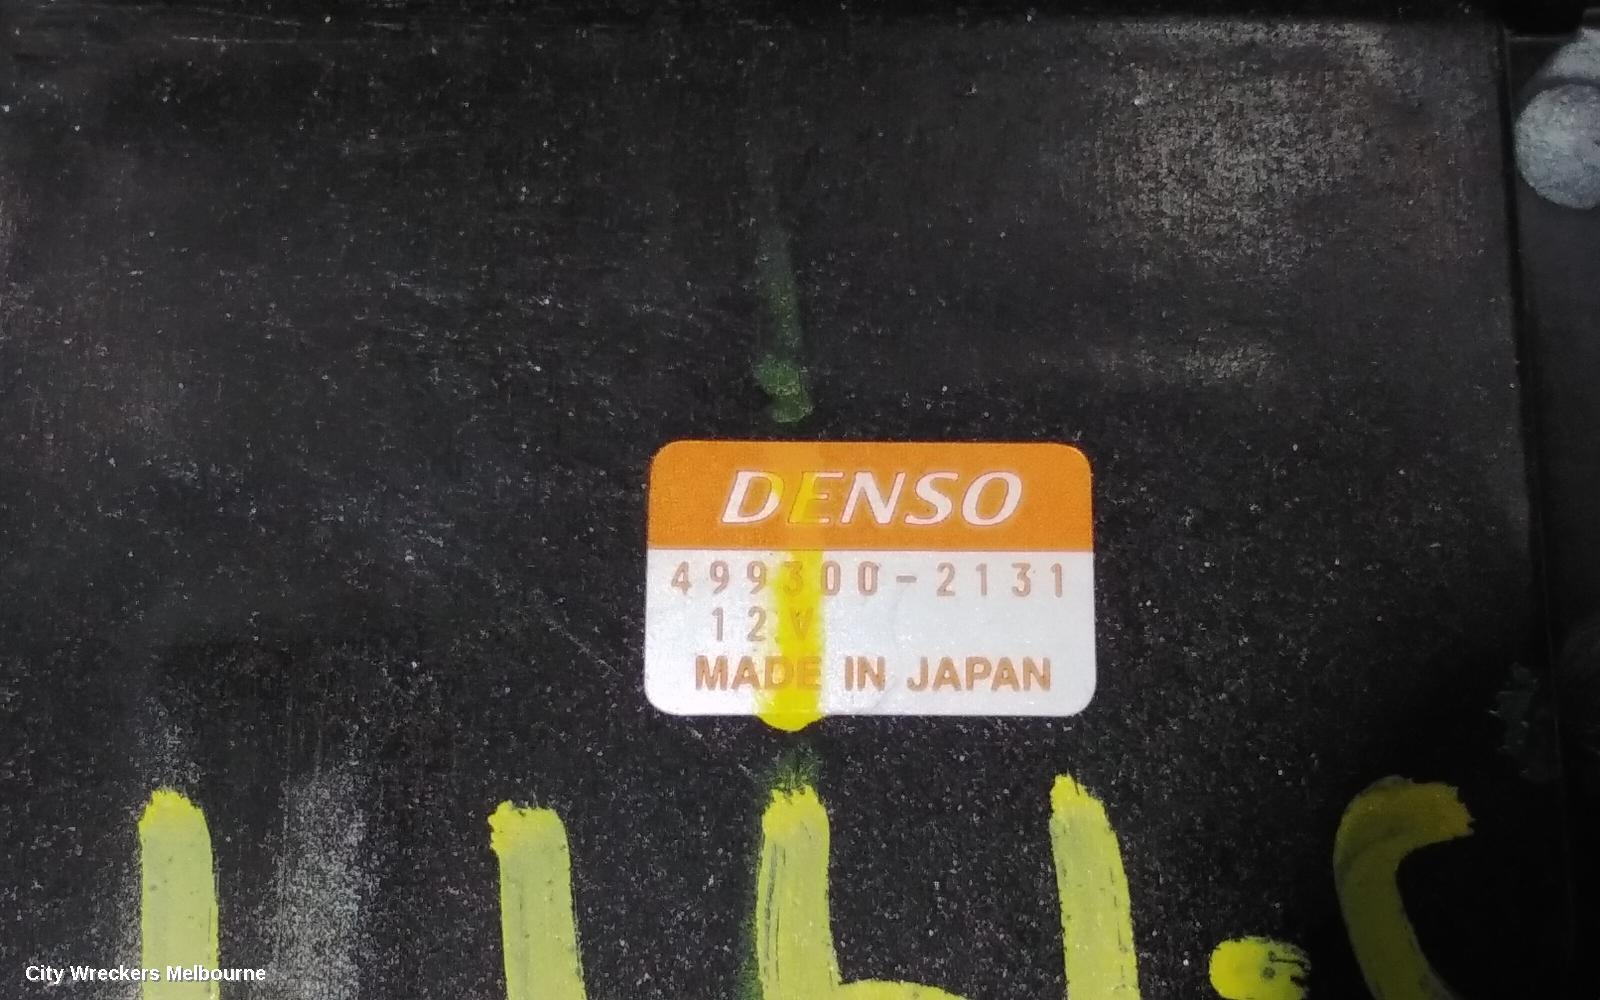 DENSO
499300-2131
12V
MADE IN JAPAN
City Wreckers Melbourne